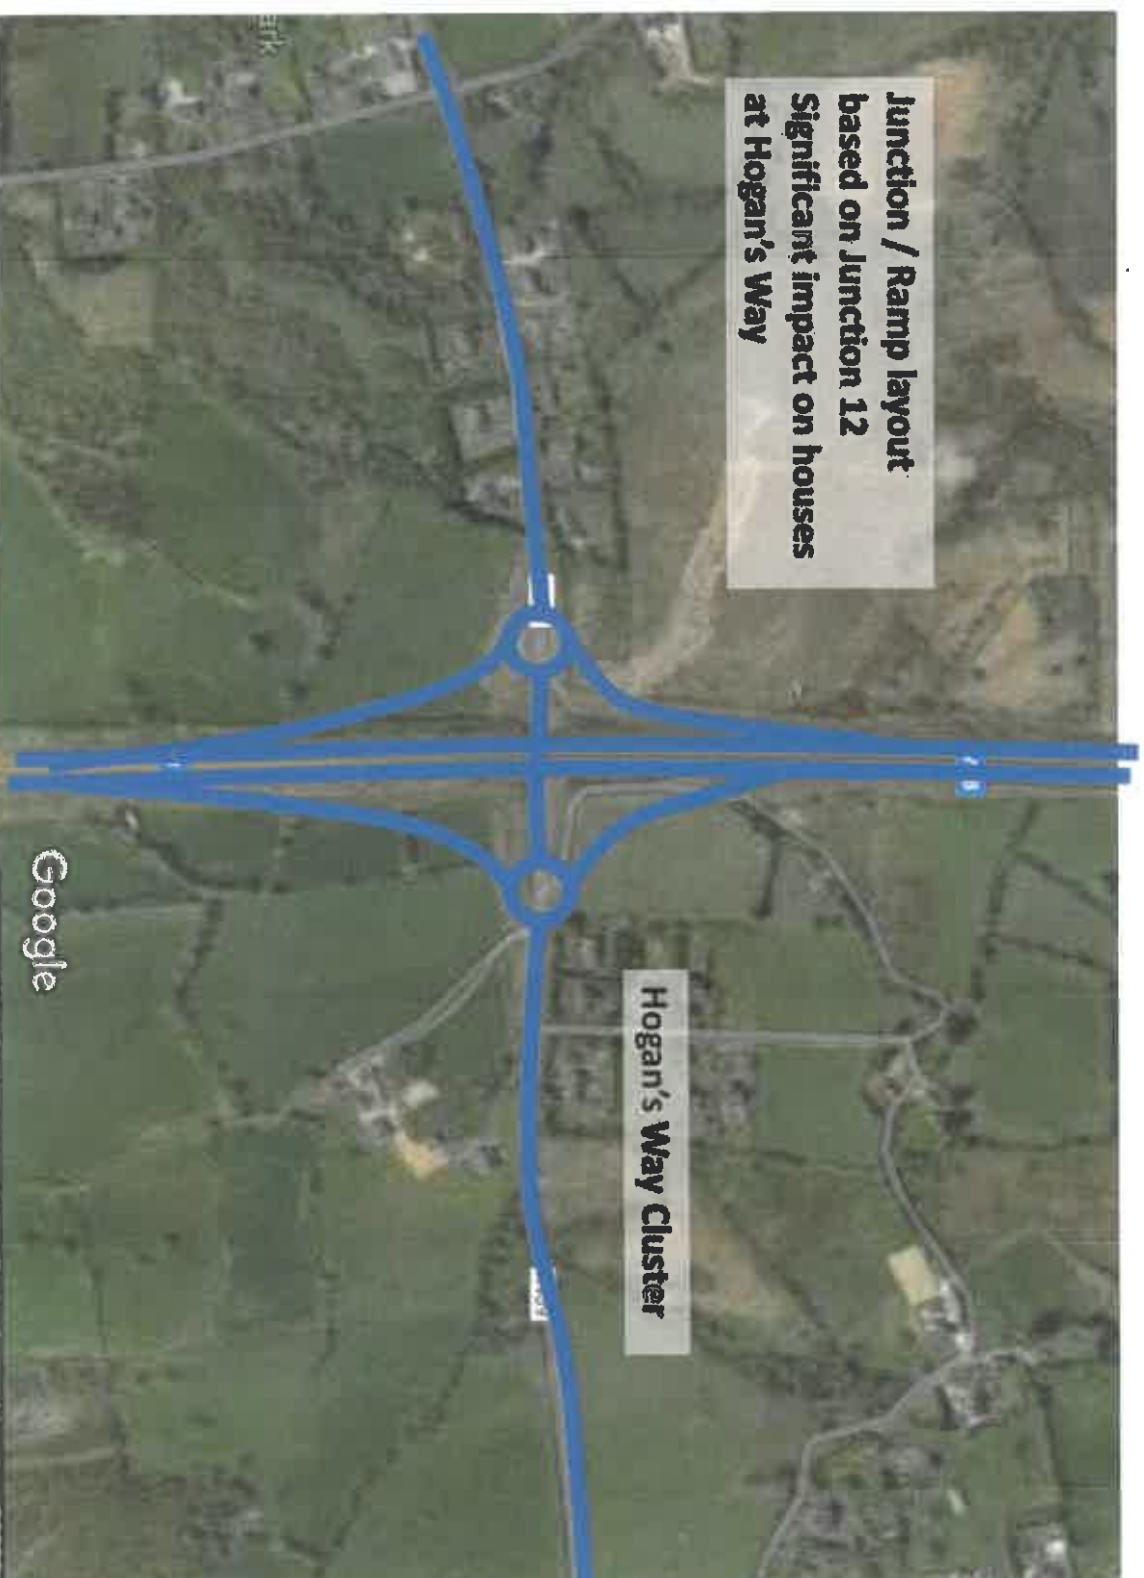 Junction / Ramp layout
based on Junction 12
Significant impact on houses
at Hogan's Way
Hogan's Way Cluster
Google